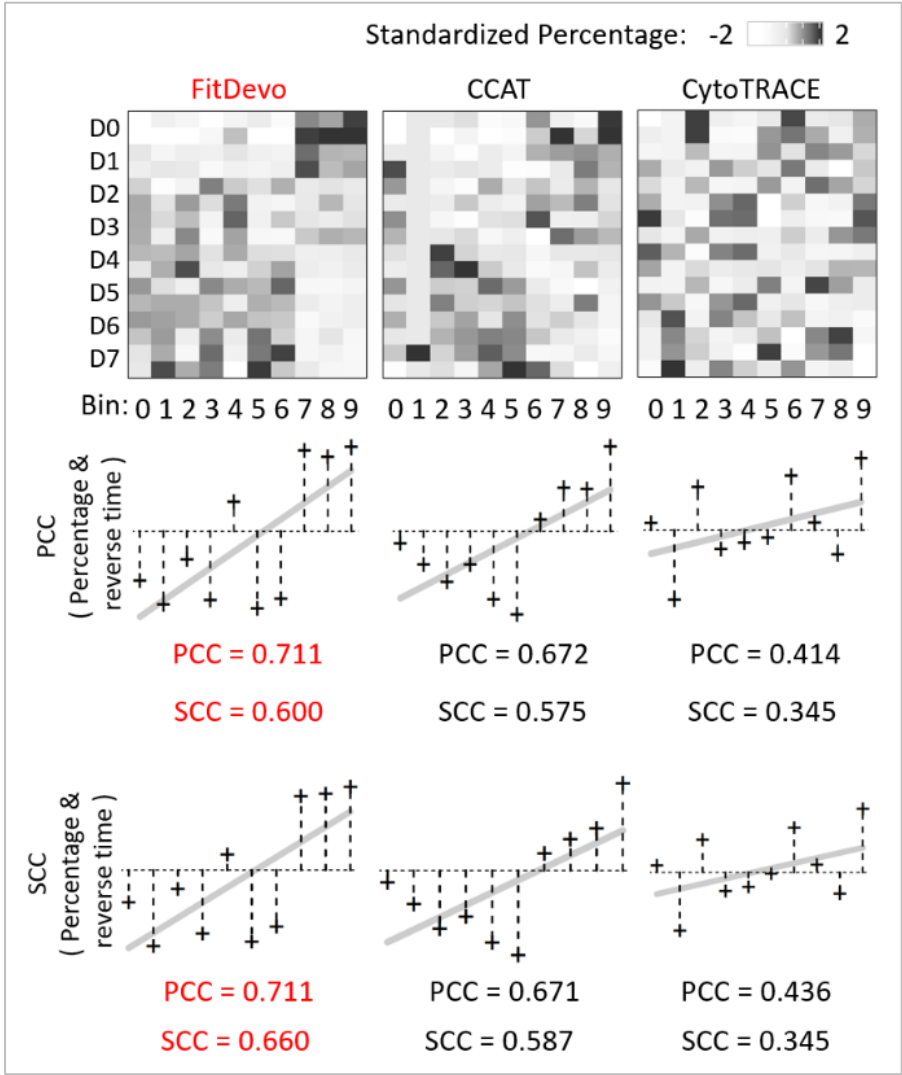 Standardized Percentage: -2 2
FitDevo CCAT CytoTRACE
D0
D1
D2
D3
D4
D5
D6
D7
Bin: 0 1 2 3 4 5 6 7 8 9 0 1 2 3 4 5 6 7 8 9 0 1 2 3 4 5 6 7 8 9
PCC
( Percentage &
reverse time )
PCC = 0.711 PCC = 0.672 PCC = 0.414
SCC = 0.600 SCC = 0.575 SCC = 0.345
SCC
( Percentage &
reverse time )
PCC = 0.711 PCC = 0.671 PCC = 0.436
SCC = 0.660 SCC = 0.587 SCC = 0.345